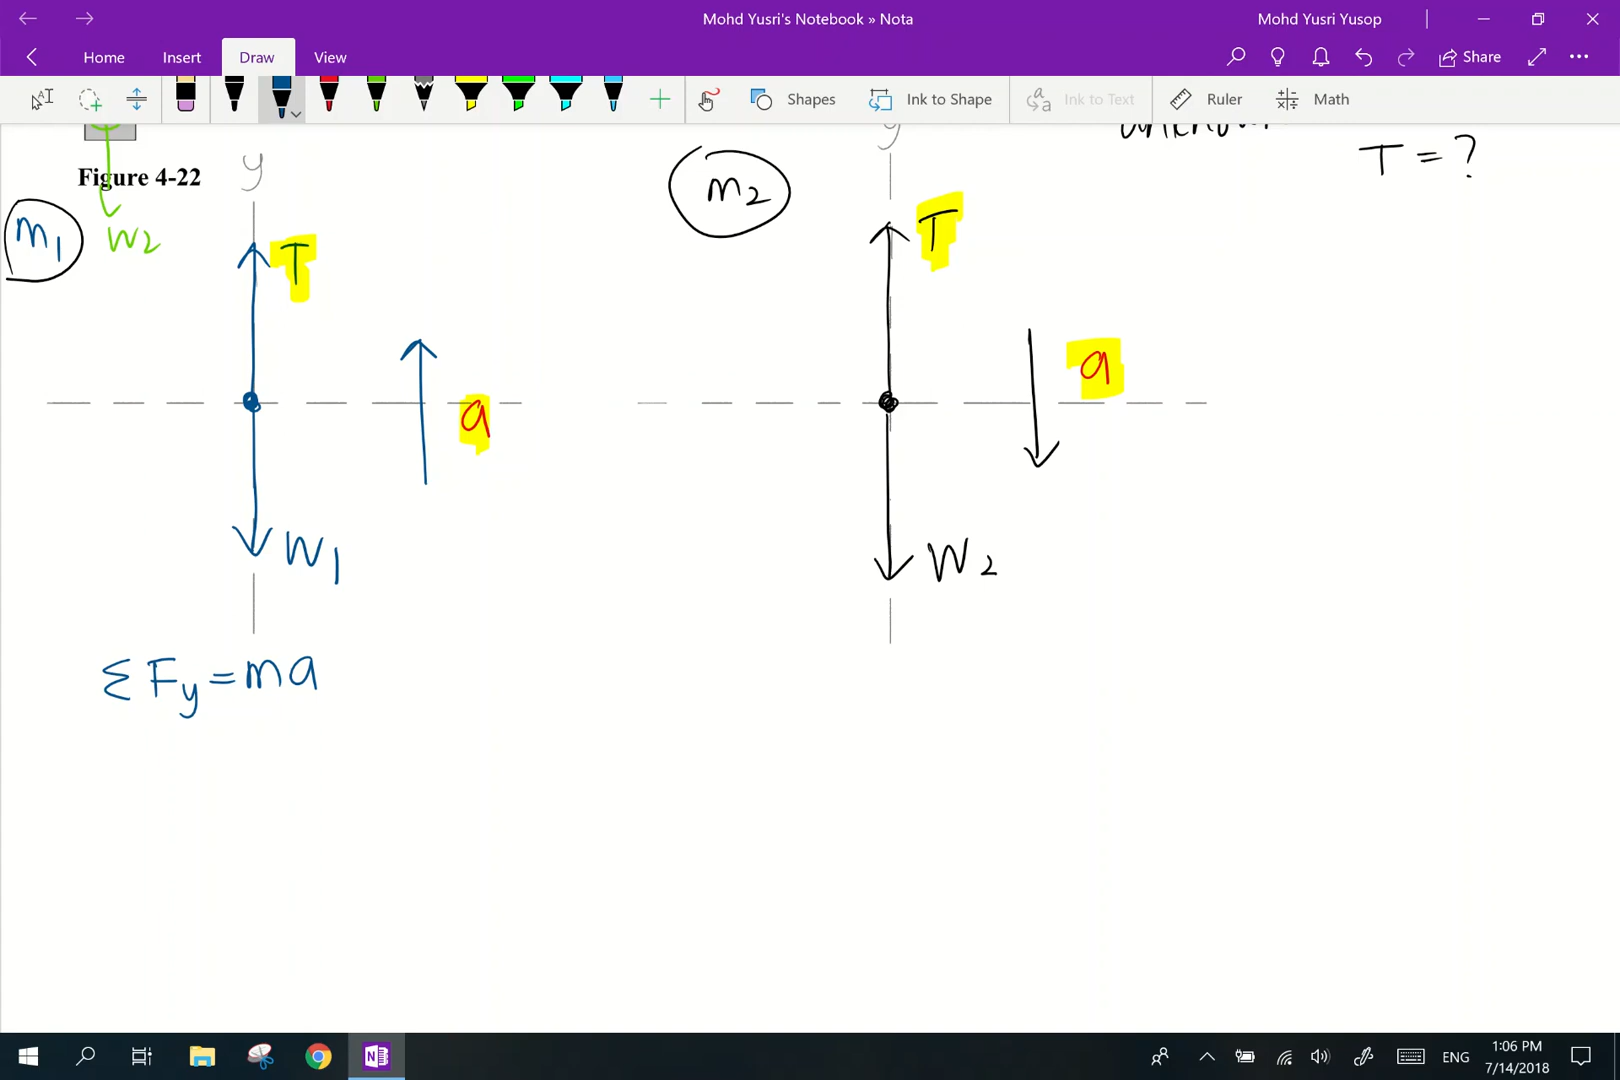 Mohd Yusri's Notebook » Nota
Mohd Yusri Yusop
Home Insert Draw View
Share
Shapes
Ink to Shape
Ink to Text
Ruler
Math
T = ?
Figure 4-22
y
y
m1
W2
m2
T
T
a
a
W1
W2
ΣFy = ma
ENG
1:06 PM
7/14/2018